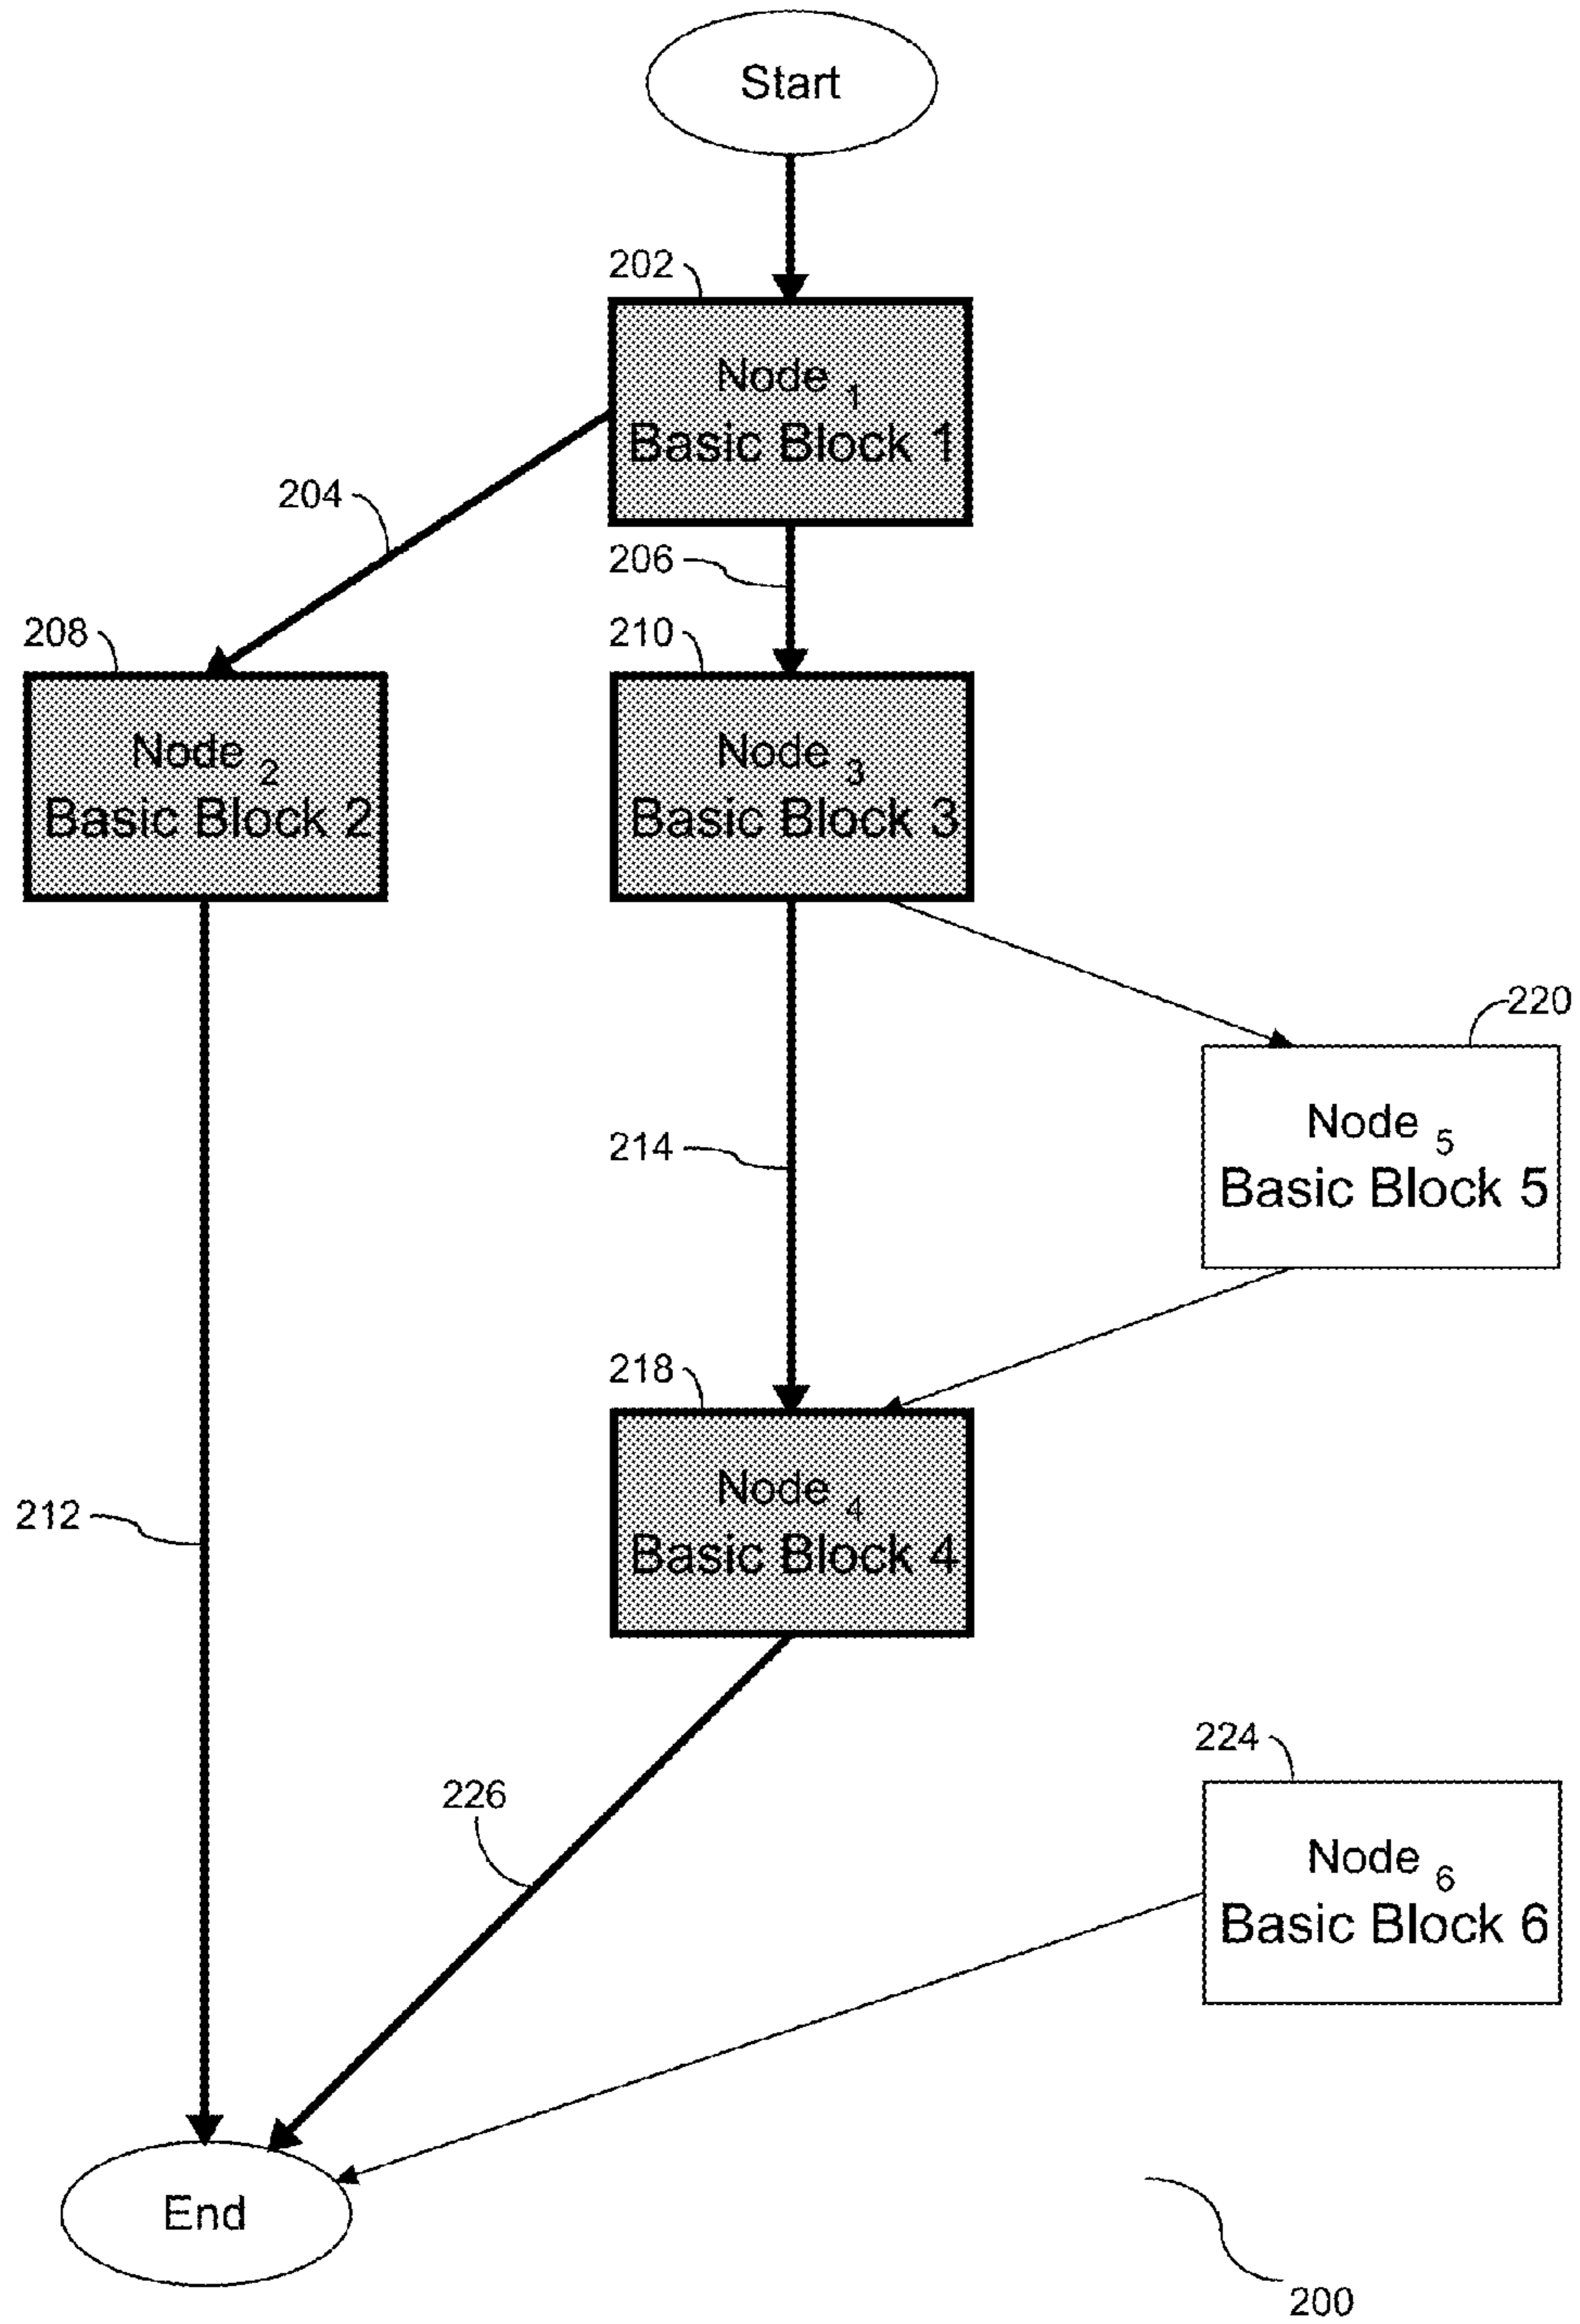 Start
202
Node 1
Basic Block 1
204
206
208
210
Node 2
Basic Block 2
Node 3
Basic Block 3
220
Node 5
Basic Block 5
214
218
Node 4
Basic Block 4
212
224
226
Node 6
Basic Block 6
End
200